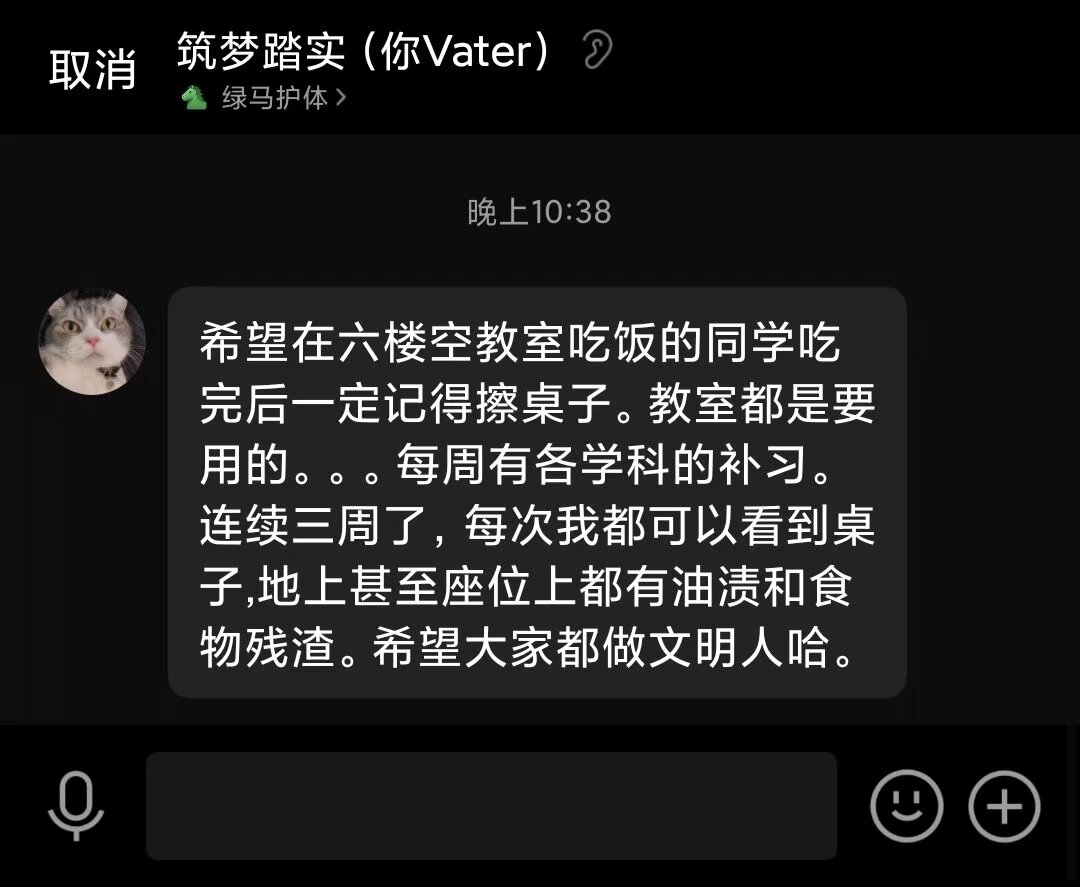 取消
筑梦踏实（你Vater）
绿马护体
晚上10:38
希望在六楼空教室吃饭的同学吃
完后一定记得擦桌子。教室都是要
用的。。。每周有各学科的补习。
连续三周了，每次我都可以看到桌
子,地上甚至座位上都有油渍和食
物残渣。希望大家都做文明人哈。